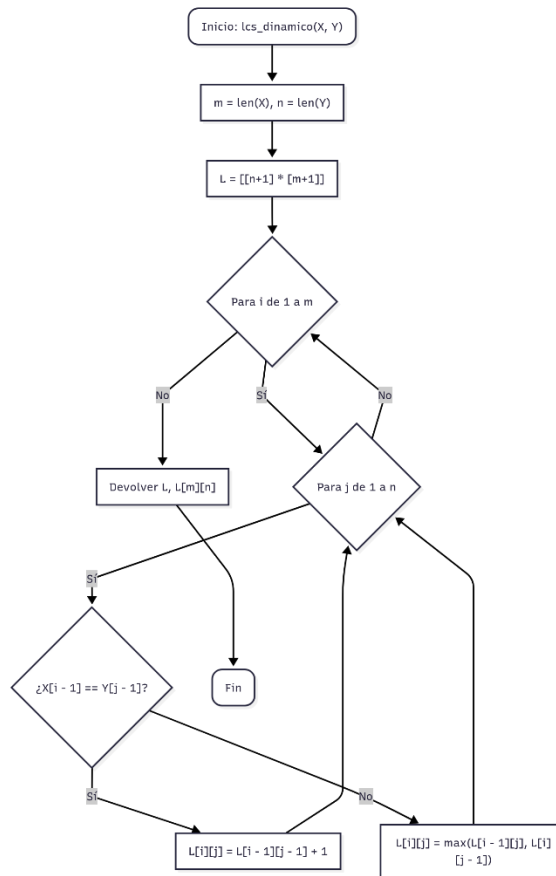 Inicio: lcs_dinamico(X, Y)
m = len(X), n = len(Y)
L = [[n+1] * [m+1]]
Para i de 1 a m
No
Sí
No
Devolver L, L[m][n]
Para j de 1 a n
Sí
¿X[i - 1] == Y[j - 1]?
Fin
Sí
No
L[i][j] = L[i - 1][j - 1] + 1
L[i][j] = max(L[i - 1][j], L[i]
[j - 1])